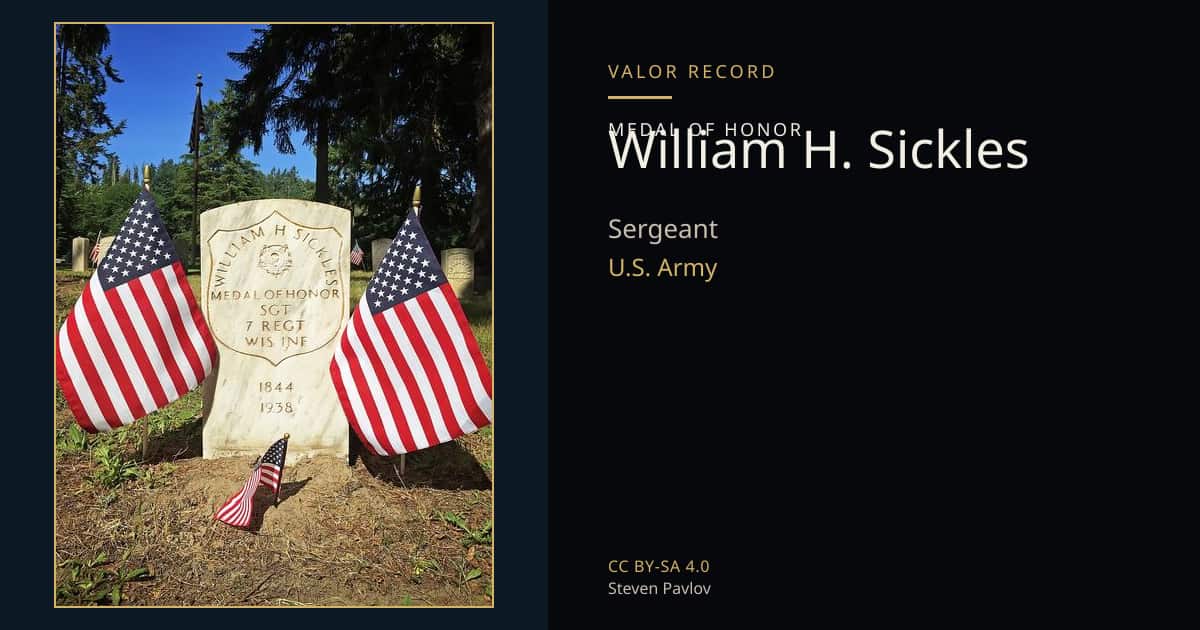 WILLIAM H SICKLES
MEDAL OF HONOR
SGT
7 REGT
WIS INF
1844
1938
VALOR RECORD
MEDAL OF HONOR
William H. Sickles
Sergeant
U.S. Army
CC BY-SA 4.0
Steven Pavlov